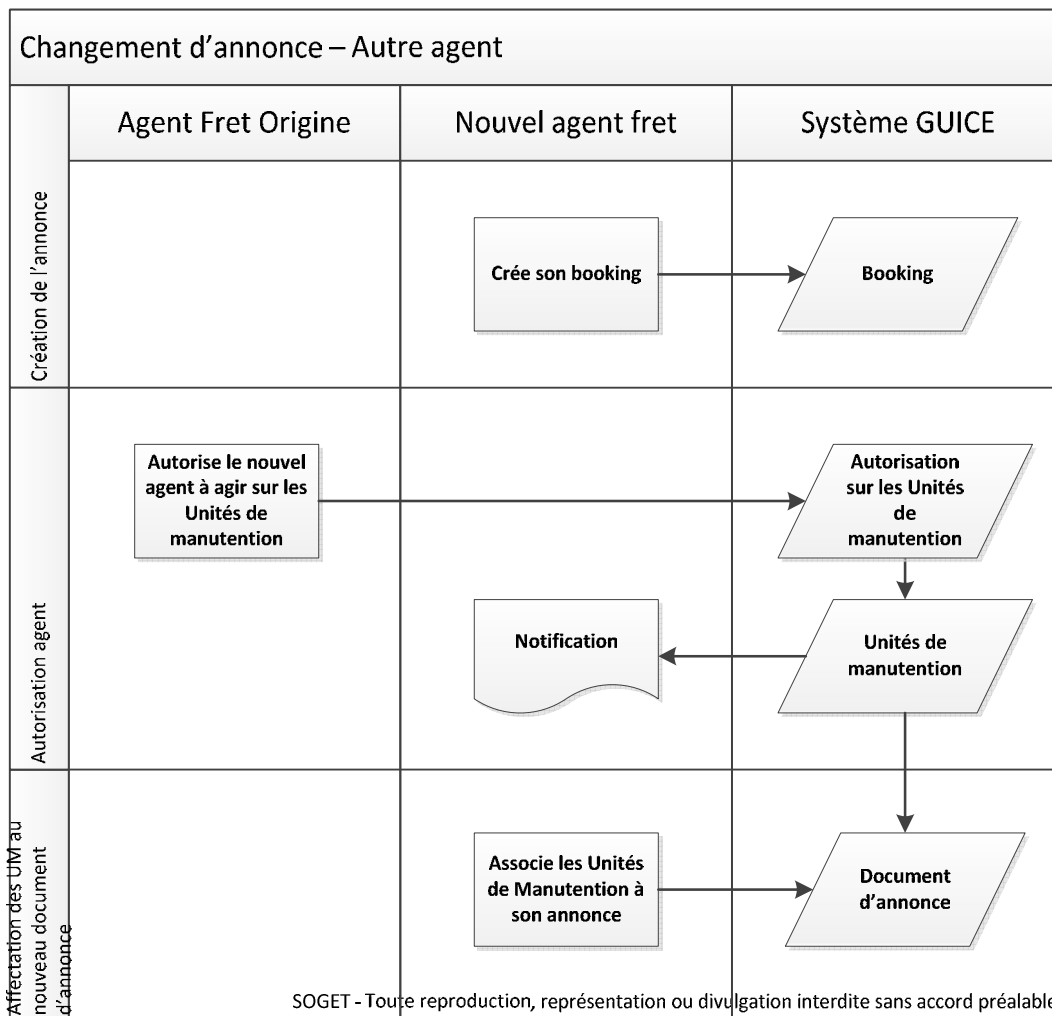 Changement d’annonce – Autre agent
Agent Fret Origine
Nouvel agent fret
Système GUICE
Création de l’annonce
Crée son booking
Booking
Autorisation agent
Autorise le nouvel
agent à agir sur les
Unités de
manutention
Autorisation
sur les Unités
de
manutention
Notification
Unités de
manutention
Affectation des UM au
nouveau document
d’annonce
Associe les Unités
de Manutention à
son annonce
Document
d’annonce
SOGET - Toute reproduction, représentation ou divulgation interdite sans accord préalable